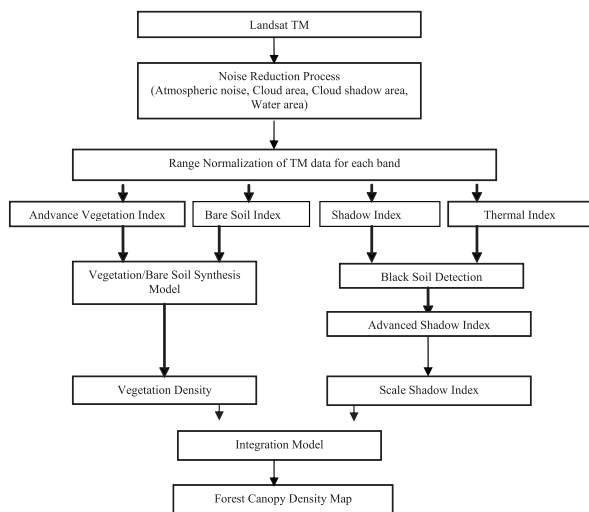 Landsat TM
Noise Reduction Process
(Atmospheric noise, Cloud area, Cloud shadow area,
Water area)
Range Normalization of TM data for each band
Andvance Vegetation Index
Bare Soil Index
Shadow Index
Thermal Index
Vegetation/Bare Soil Synthesis
Model
Black Soil Detection
Advanced Shadow Index
Vegetation Density
Scale Shadow Index
Integration Model
Forest Canopy Density Map